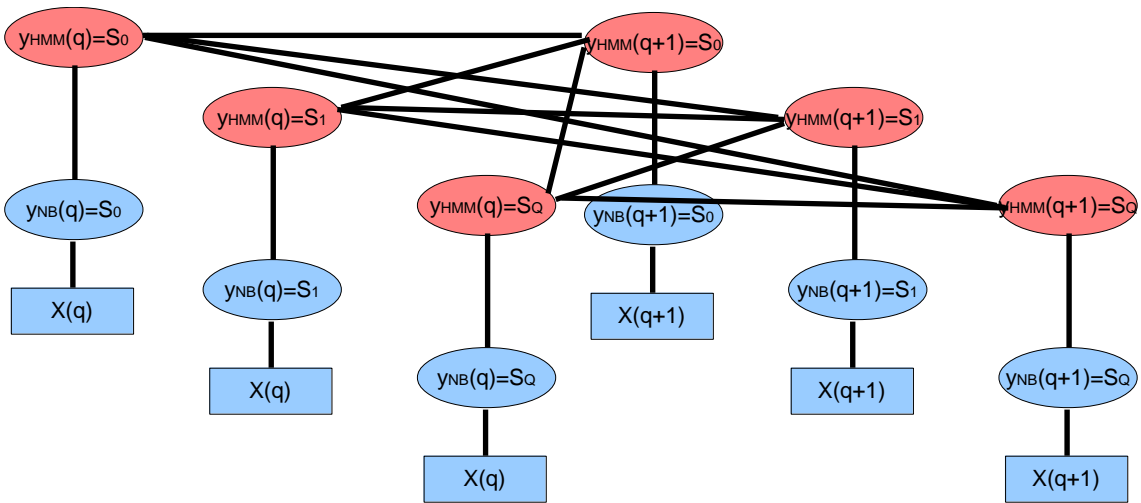 yHMM(q)=S0
yHMM(q+1)=S0
yHMM(q)=S1
yHMM(q+1)=S1
yHMM(q)=SQ
yHMM(q+1)=SQ
yNB(q)=S0
yNB(q+1)=S0
yNB(q)=S1
yNB(q+1)=S1
X(q)
X(q+1)
yNB(q)=SQ
yNB(q+1)=SQ
X(q)
X(q+1)
X(q)
X(q+1)